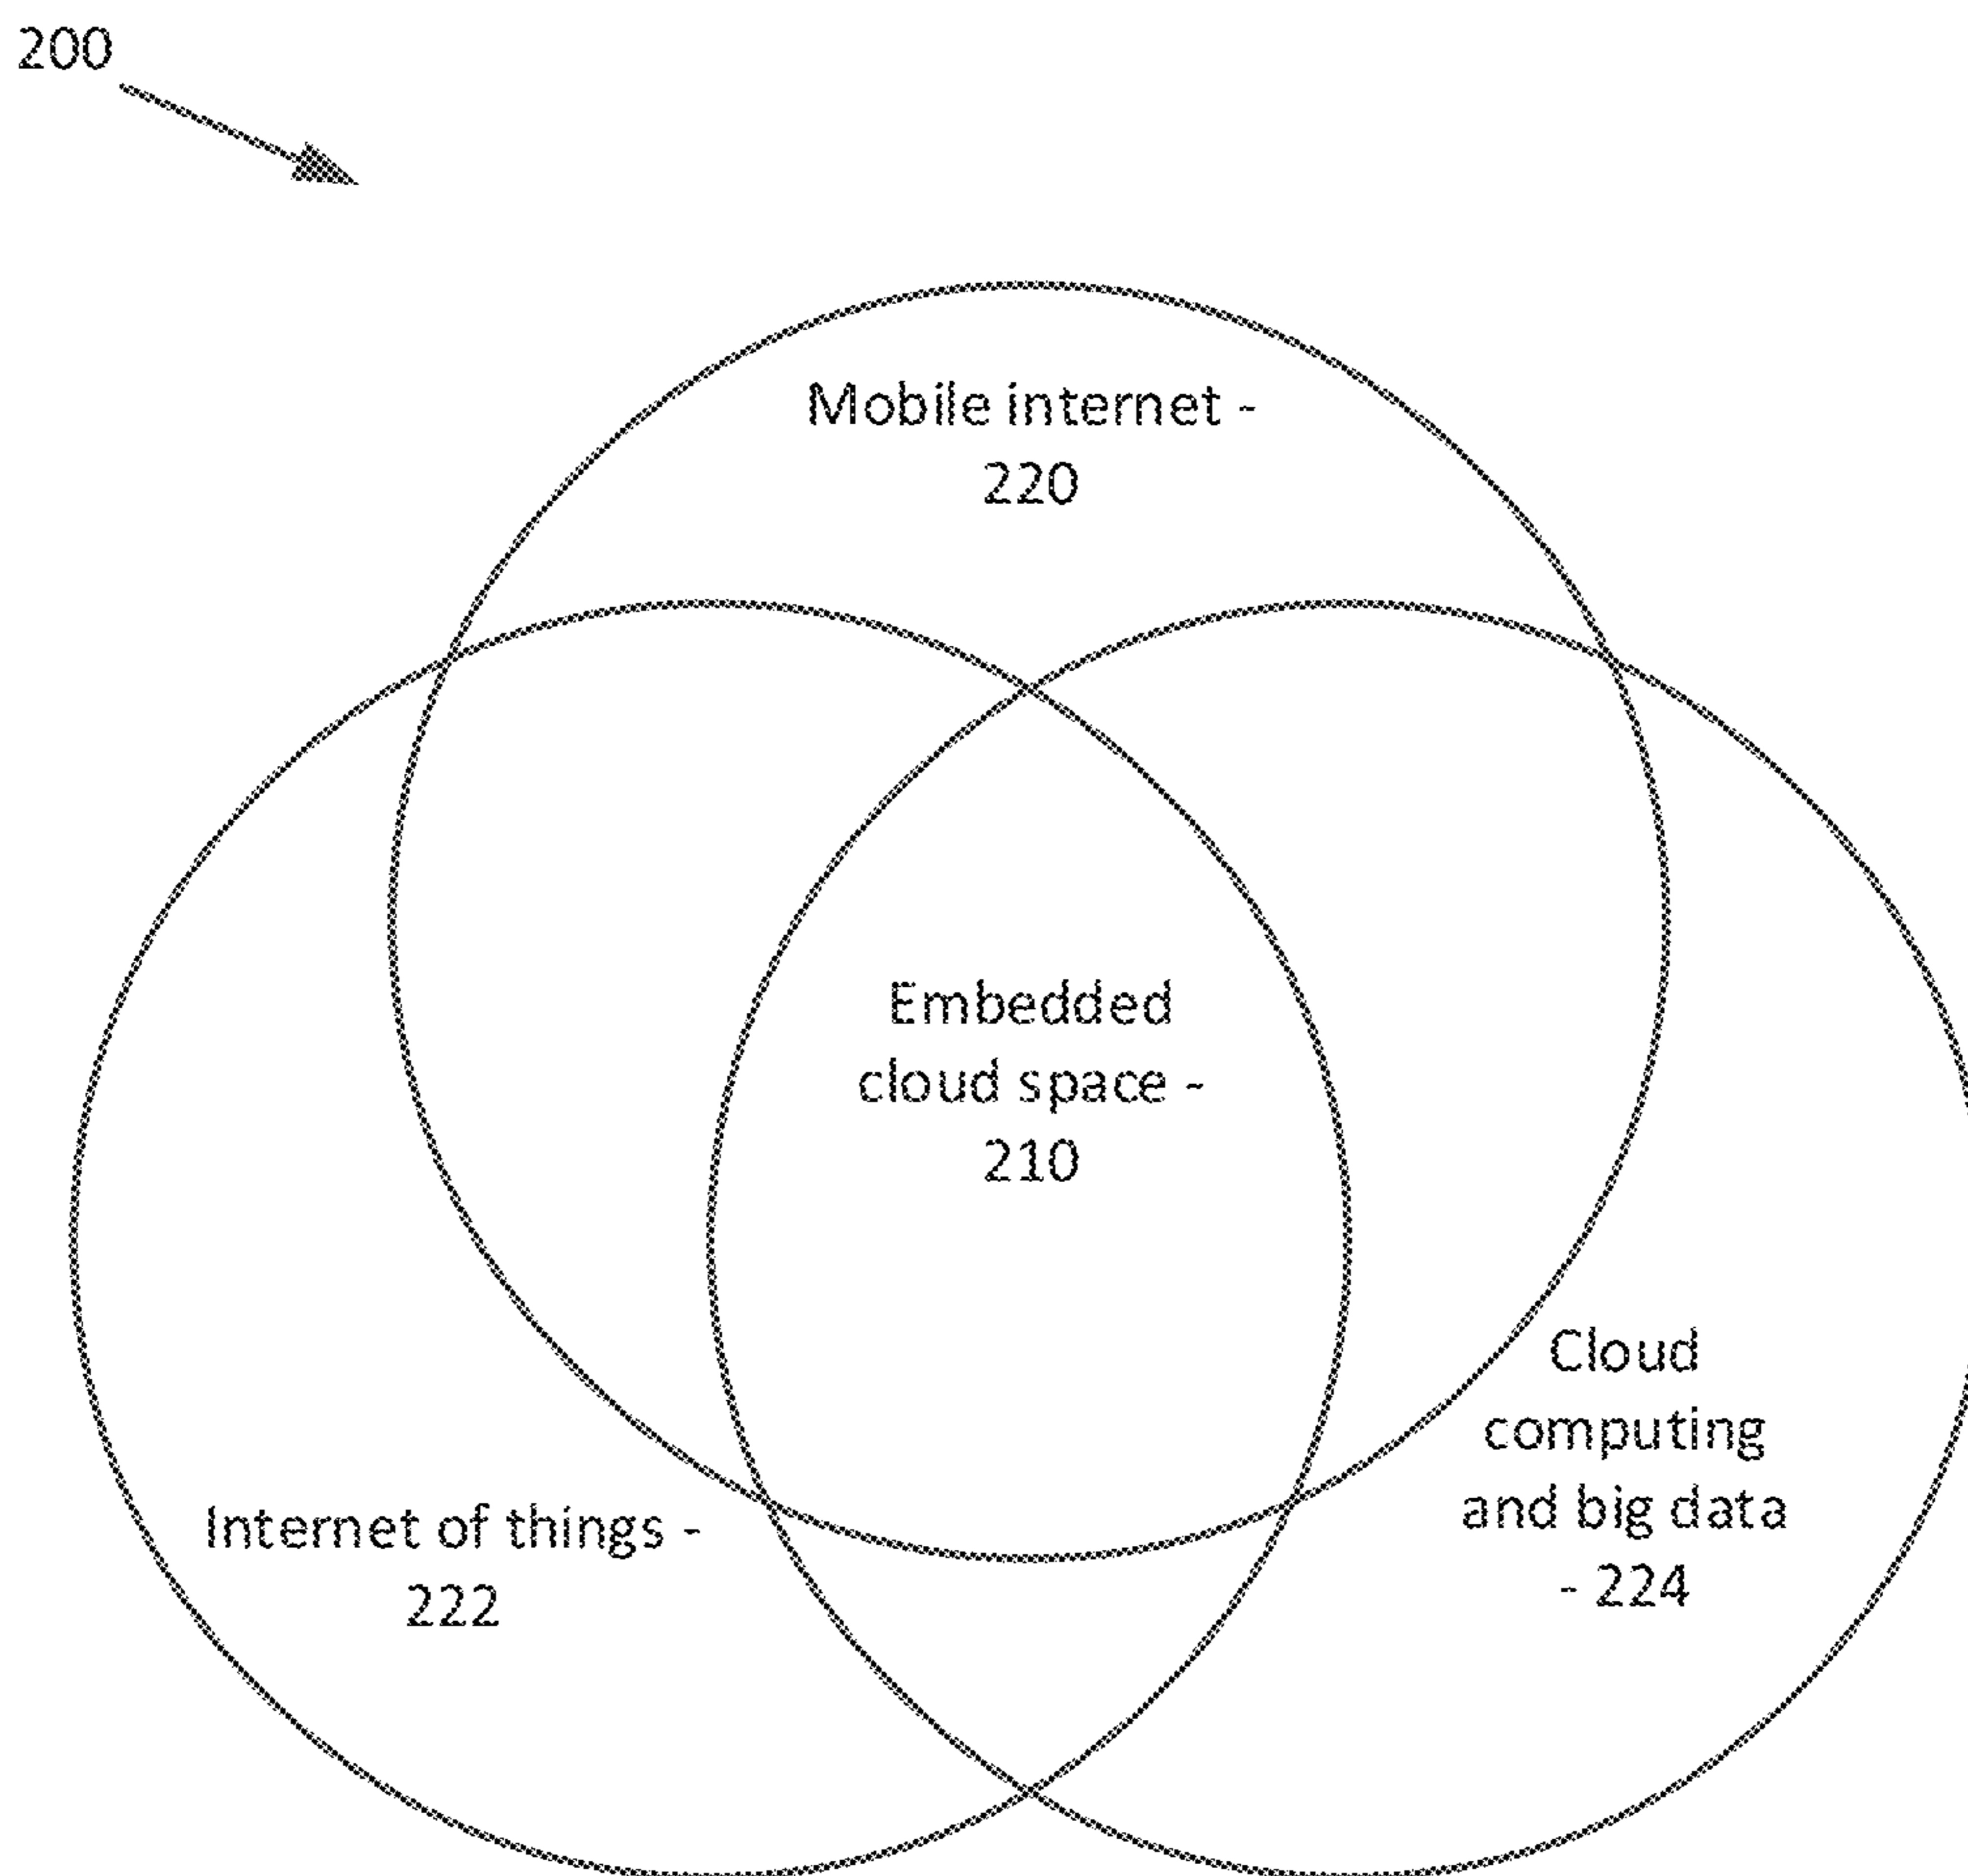 200
Mobile internet -
220
Embedded
cloud space -
210
Cloud
computing
and big data
- 224
Internet of things -
222